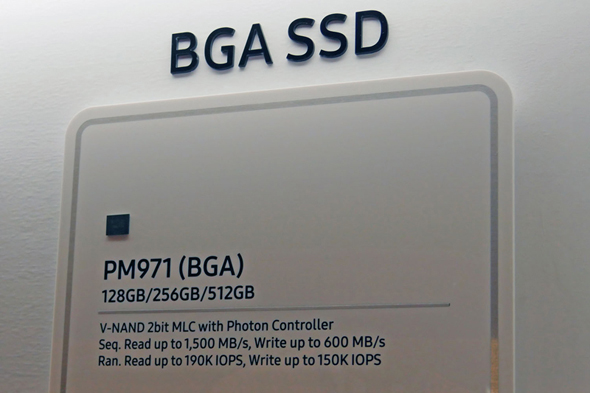 BGA SSD
PM971 (BGA)
128GB/256GB/512GB
V-NAND 2bit MLC with Photon Controller
Seq. Read up to 1,500 MB/s, Write up to 600 MB/s
Ran. Read up to 190K IOPS, Write up to 150K IOPS